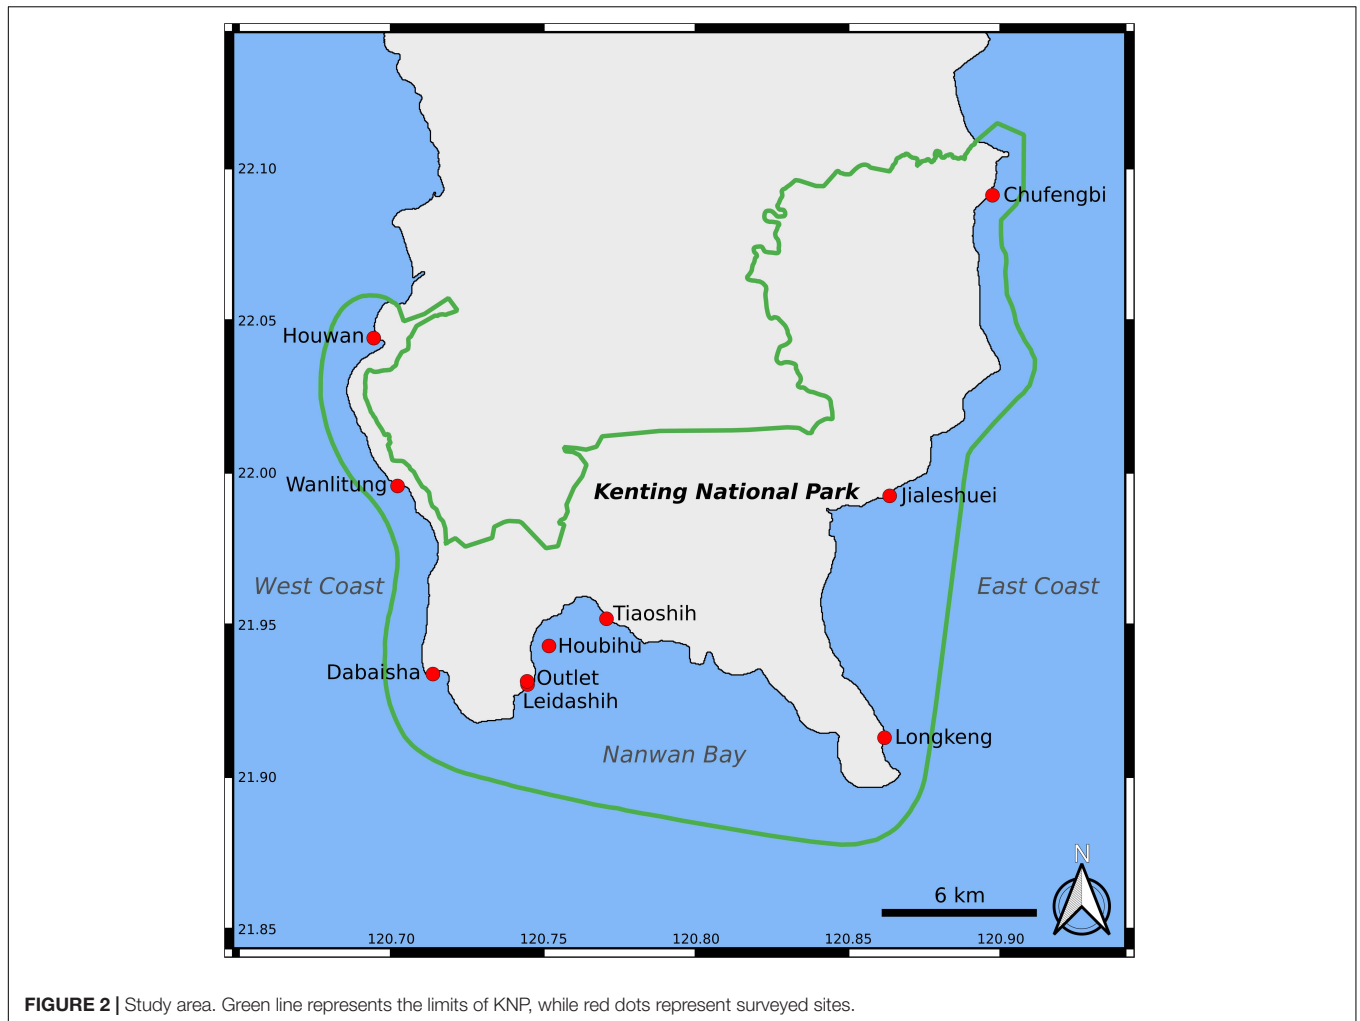 22.10
Chufengbi
22.05
Houwan
22.00
Wanlitung
Kenting National Park
Jialeshuei
West Coast
East Coast
21.95
Tiaoshih
Houbihu
Dabaisha
Outlet
Leidashih
Longkeng
Nanwan Bay
21.90
N
6 km
21.85
120.70 120.75 120.80 120.85 120.90
FIGURE 2 | Study area. Green line represents the limits of KNP, while red dots represent surveyed sites.